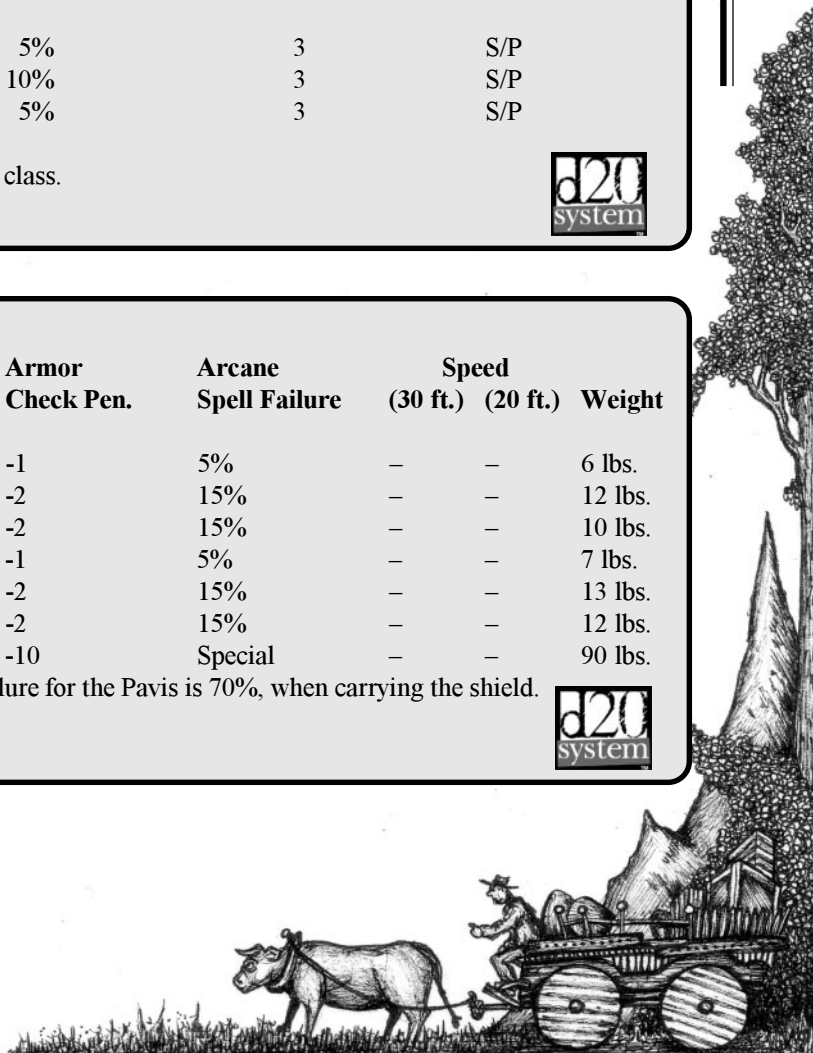 5% 3 S/P
10% 3 S/P
5% 3 S/P
class.
d20
system
™
Armor Arcane Speed
Check Pen. Spell Failure (30 ft.) (20 ft.) Weight
-1 5% – – 6 lbs.
-2 15% – – 12 lbs.
-2 15% – – 10 lbs.
-1 5% – – 7 lbs.
-2 15% – – 13 lbs.
-2 15% – – 12 lbs.
-10 Special – – 90 lbs.
lure for the Pavis is 70%, when carrying the shield.
d20
system
™